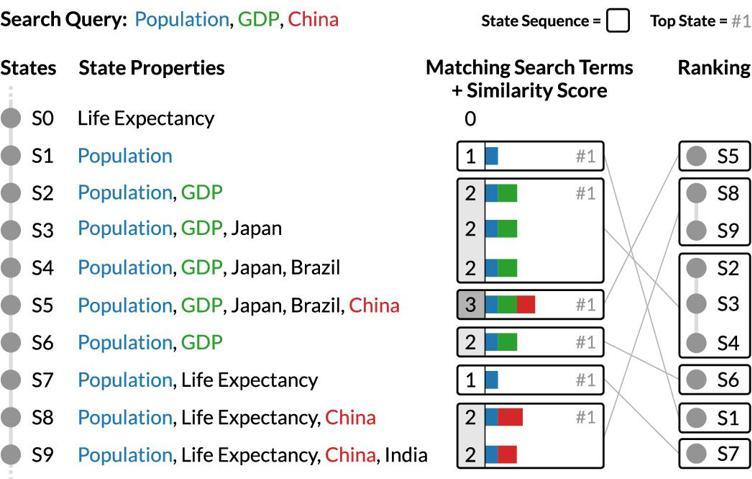 Search Query: Population, GDP, China State Sequence = Top State = #1
States State Properties Matching Search Terms + Similarity Score Ranking
S0 Life Expectancy 0
S1 Population 1 #1 S5
S2 Population, GDP 2 #1 S8
S3 Population, GDP, Japan 2 S9
S4 Population, GDP, Japan, Brazil 2 S2
S5 Population, GDP, Japan, Brazil, China 3 #1 S3
S6 Population, GDP 2 #1 S4
S7 Population, Life Expectancy 1 #1 S6
S8 Population, Life Expectancy, China 2 #1 S1
S9 Population, Life Expectancy, China, India 2 S7